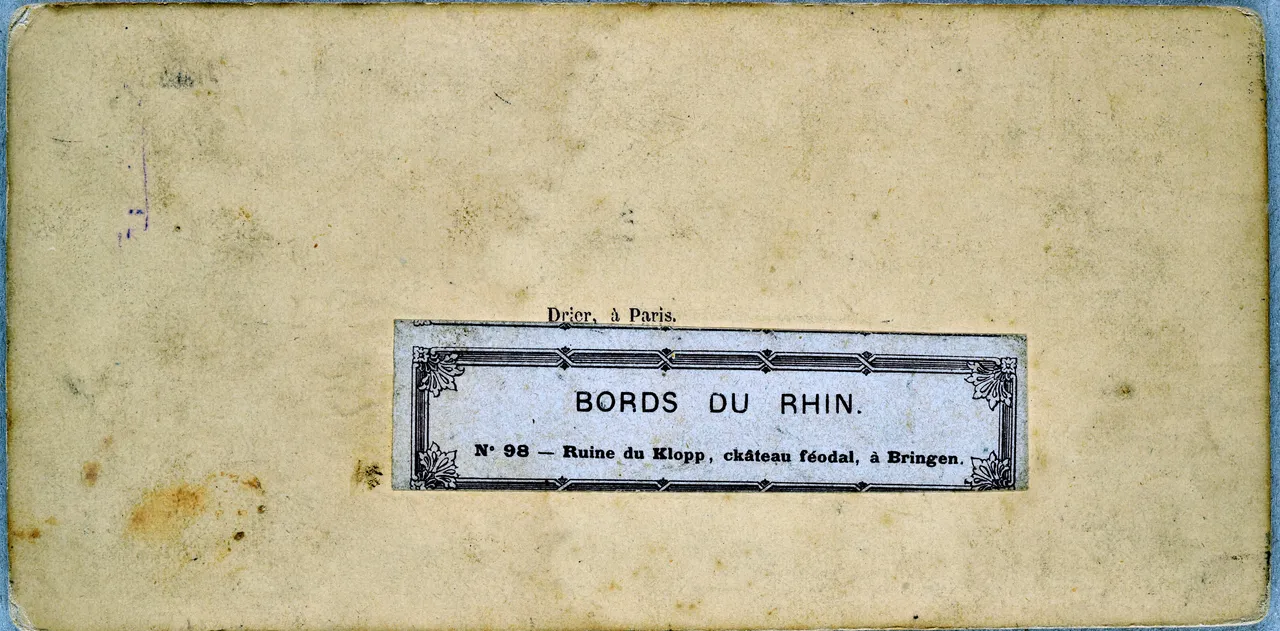 Drier, à Paris.
BORDS DU RHIN.
N° 98 — Ruine du Klopp, ckâteau féodal, à Bringen.